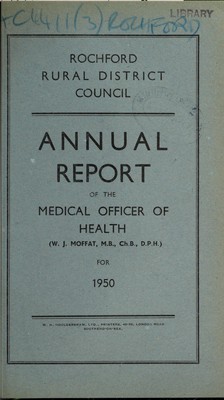 LIBRARY
ROCHFORD
RURAL DISTRICT
COUNCIL
ANNUAL
REPORT
OF THE
MEDICAL OFFICER OF
HEALTH
(W. J. MOFFAT, M.B., Ch.B., D.P.H.)
FOR
1950